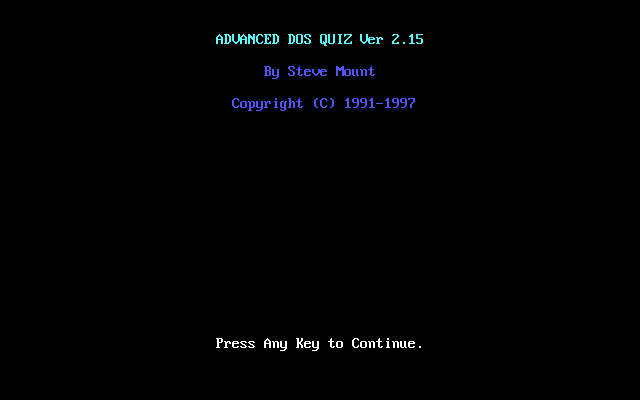 ADVANCED DOS QUIZ Ver 2.15
By Steve Mount
Copyright (C) 1991-1997
Press Any Key to Continue.